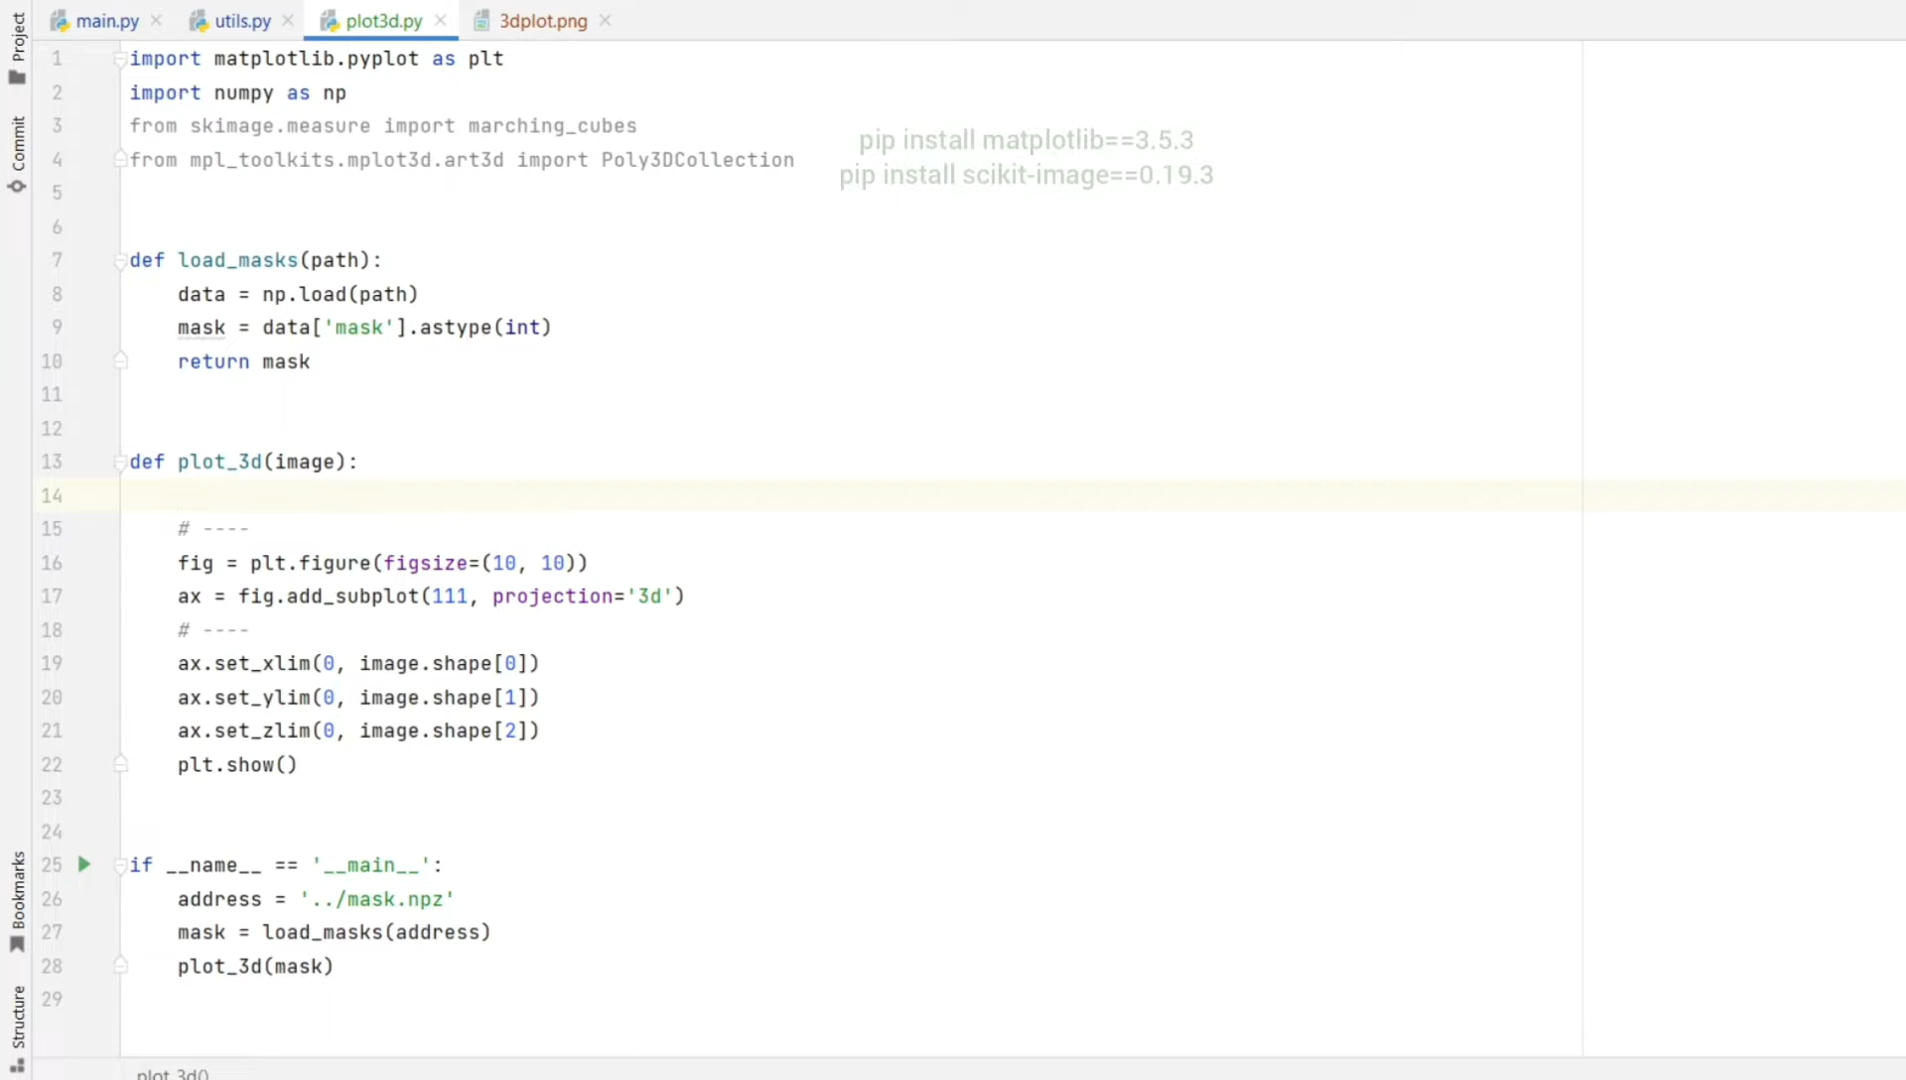 main.py
utils.py
plot3d.py
3dplot.png
Project
Commit
Bookmarks
Structure
1 import matplotlib.pyplot as plt
2 import numpy as np
3 from skimage.measure import marching_cubes
4 from mpl_toolkits.mplot3d.art3d import Poly3DCollection
pip install matplotlib==3.5.3
pip install scikit-image==0.19.3
5
6
7 def load_masks(path):
8     data = np.load(path)
9     mask = data['mask'].astype(int)
10     return mask
11
12
13 def plot_3d(image):
14
15     # ----
16     fig = plt.figure(figsize=(10, 10))
17     ax = fig.add_subplot(111, projection='3d')
18     # ----
19     ax.set_xlim(0, image.shape[0])
20     ax.set_ylim(0, image.shape[1])
21     ax.set_zlim(0, image.shape[2])
22     plt.show()
23
24
25 if __name__ == '__main__':
26     address = '../mask.npz'
27     mask = load_masks(address)
28     plot_3d(mask)
29
plot_3d()